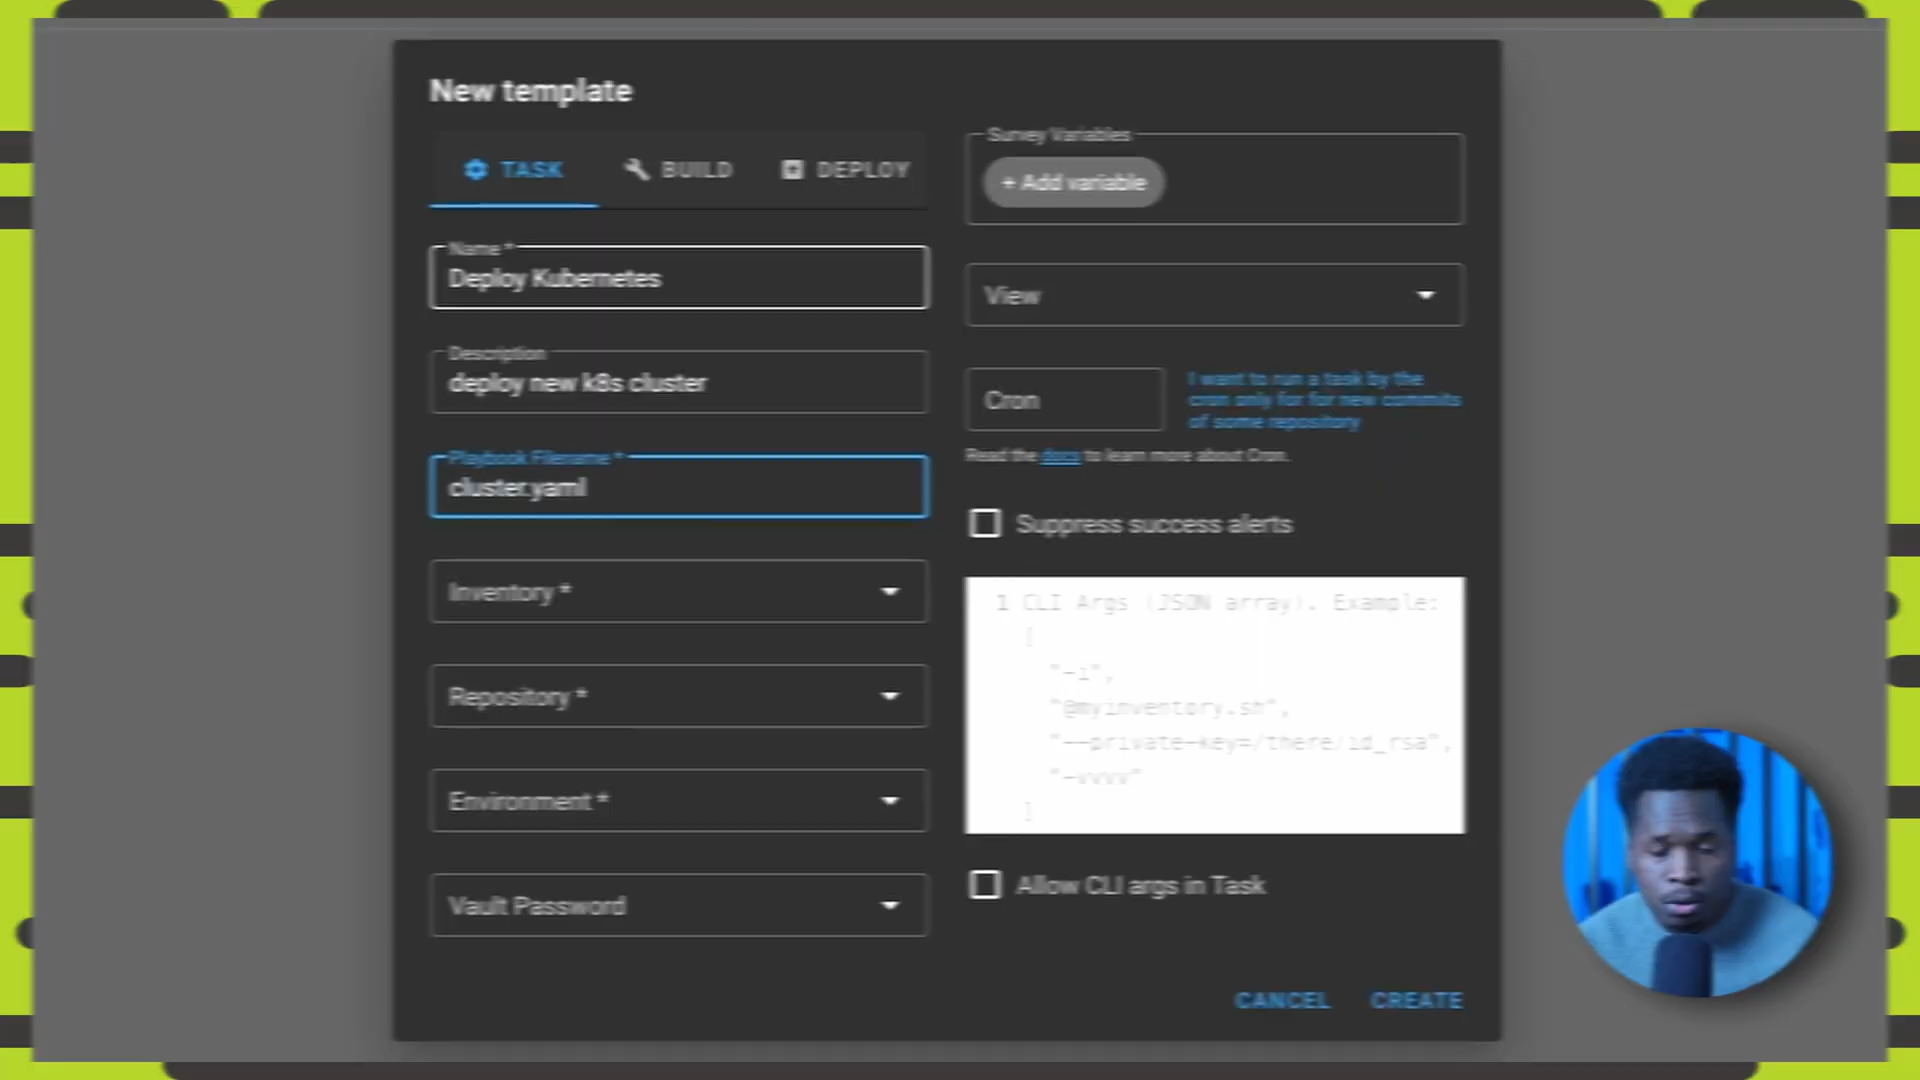 New template
TASK
BUILD
DEPLOY
Name *
Deploy Kubernetes
Description
deploy new k8s cluster
Playbook Filename *
cluster.yaml
Inventory *
Repository *
Environment *
Vault Password
Survey Variables
+ Add variable
View
Cron
I want to run a task by the
cron only for for new commits
of some repository
Read the docs to learn more about Cron.
Suppress success alerts
1 CLI Args (JSON array). Example:
[
"-i",
"@myinventory.sh",
"--private-key=/there/id_rsa",
"-vvvv"
]
Allow CLI args in Task
CANCEL
CREATE